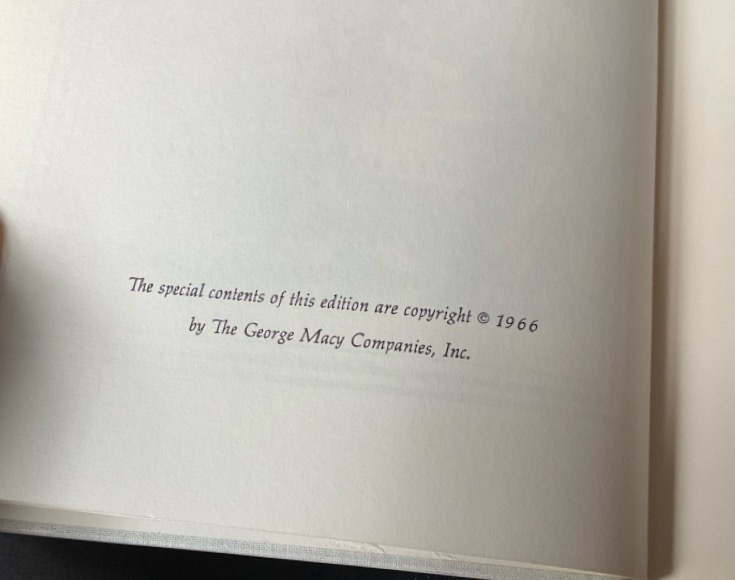 The special contents of this edition are copyright © 1966
by The George Macy Companies, Inc.